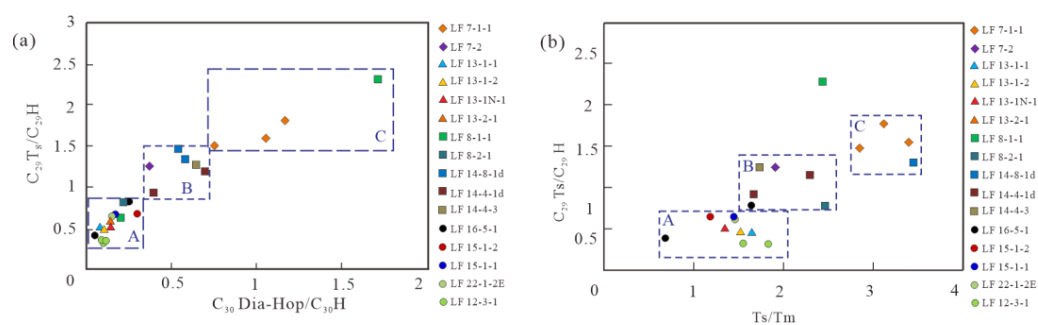 (a)
3
2.5
2
1.5
1
0.5
0
0
0.5
1
1.5
2
C₂₉Ts/C₂₉H
C₃₀ Dia-Hop/C₃₀H
A
B
C
LF 7-1-1
LF 7-2
LF 13-1-1
LF 13-1-2
LF 13-1N-1
LF 13-2-1
LF 8-1-1
LF 8-2-1
LF 14-8-1d
LF 14-4-1d
LF 14-4-3
LF 16-5-1
LF 15-1-2
LF 15-1-1
LF 22-1-2E
LF 12-3-1
(b)
2.5
2
1.5
1
0.5
0
0
1
2
3
4
C₂₉ Ts/C₂₉ H
Ts/Tm
A
B
C
LF 7-1-1
LF 7-2
LF 13-1-1
LF 13-1-2
LF 13-1N-1
LF 13-2-1
LF 8-1-1
LF 8-2-1
LF 14-8-1d
LF 14-4-1d
LF 14-4-3
LF 16-5-1
LF 15-1-2
LF 15-1-1
LF 22-1-2E
LF 12-3-1